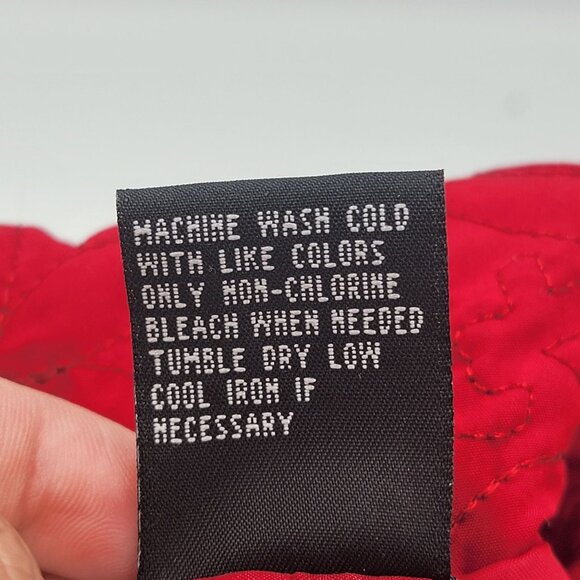 MACHINE WASH COLD
WITH LIKE COLORS
ONLY NON-CHLORINE
BLEACH WHEN NEEDED
TUMBLE DRY LOW
COOL IRON IF
NECESSARY